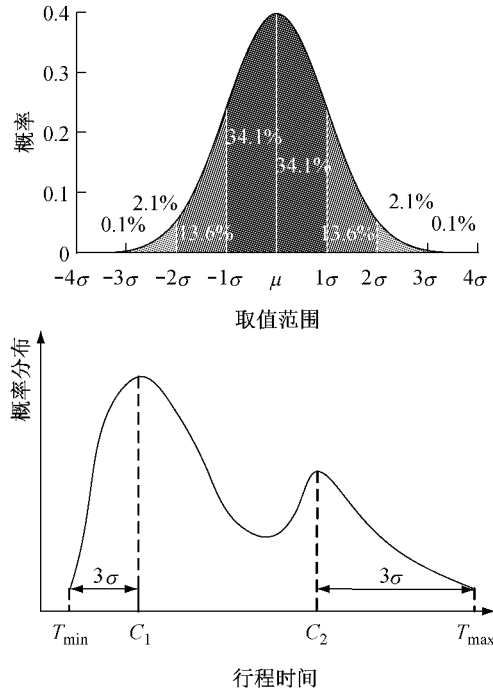 0.4
0.3
0.2
0.1
0
概率
34.1%
34.1%
2.1%
2.1%
0.1%
0.1%
13.6%
13.6%
-4σ -3σ -2σ -1σ μ 1σ 2σ 3σ 4σ
取值范围
概率分布
3σ
3σ
Tmin C1 C2 Tmax
行程时间